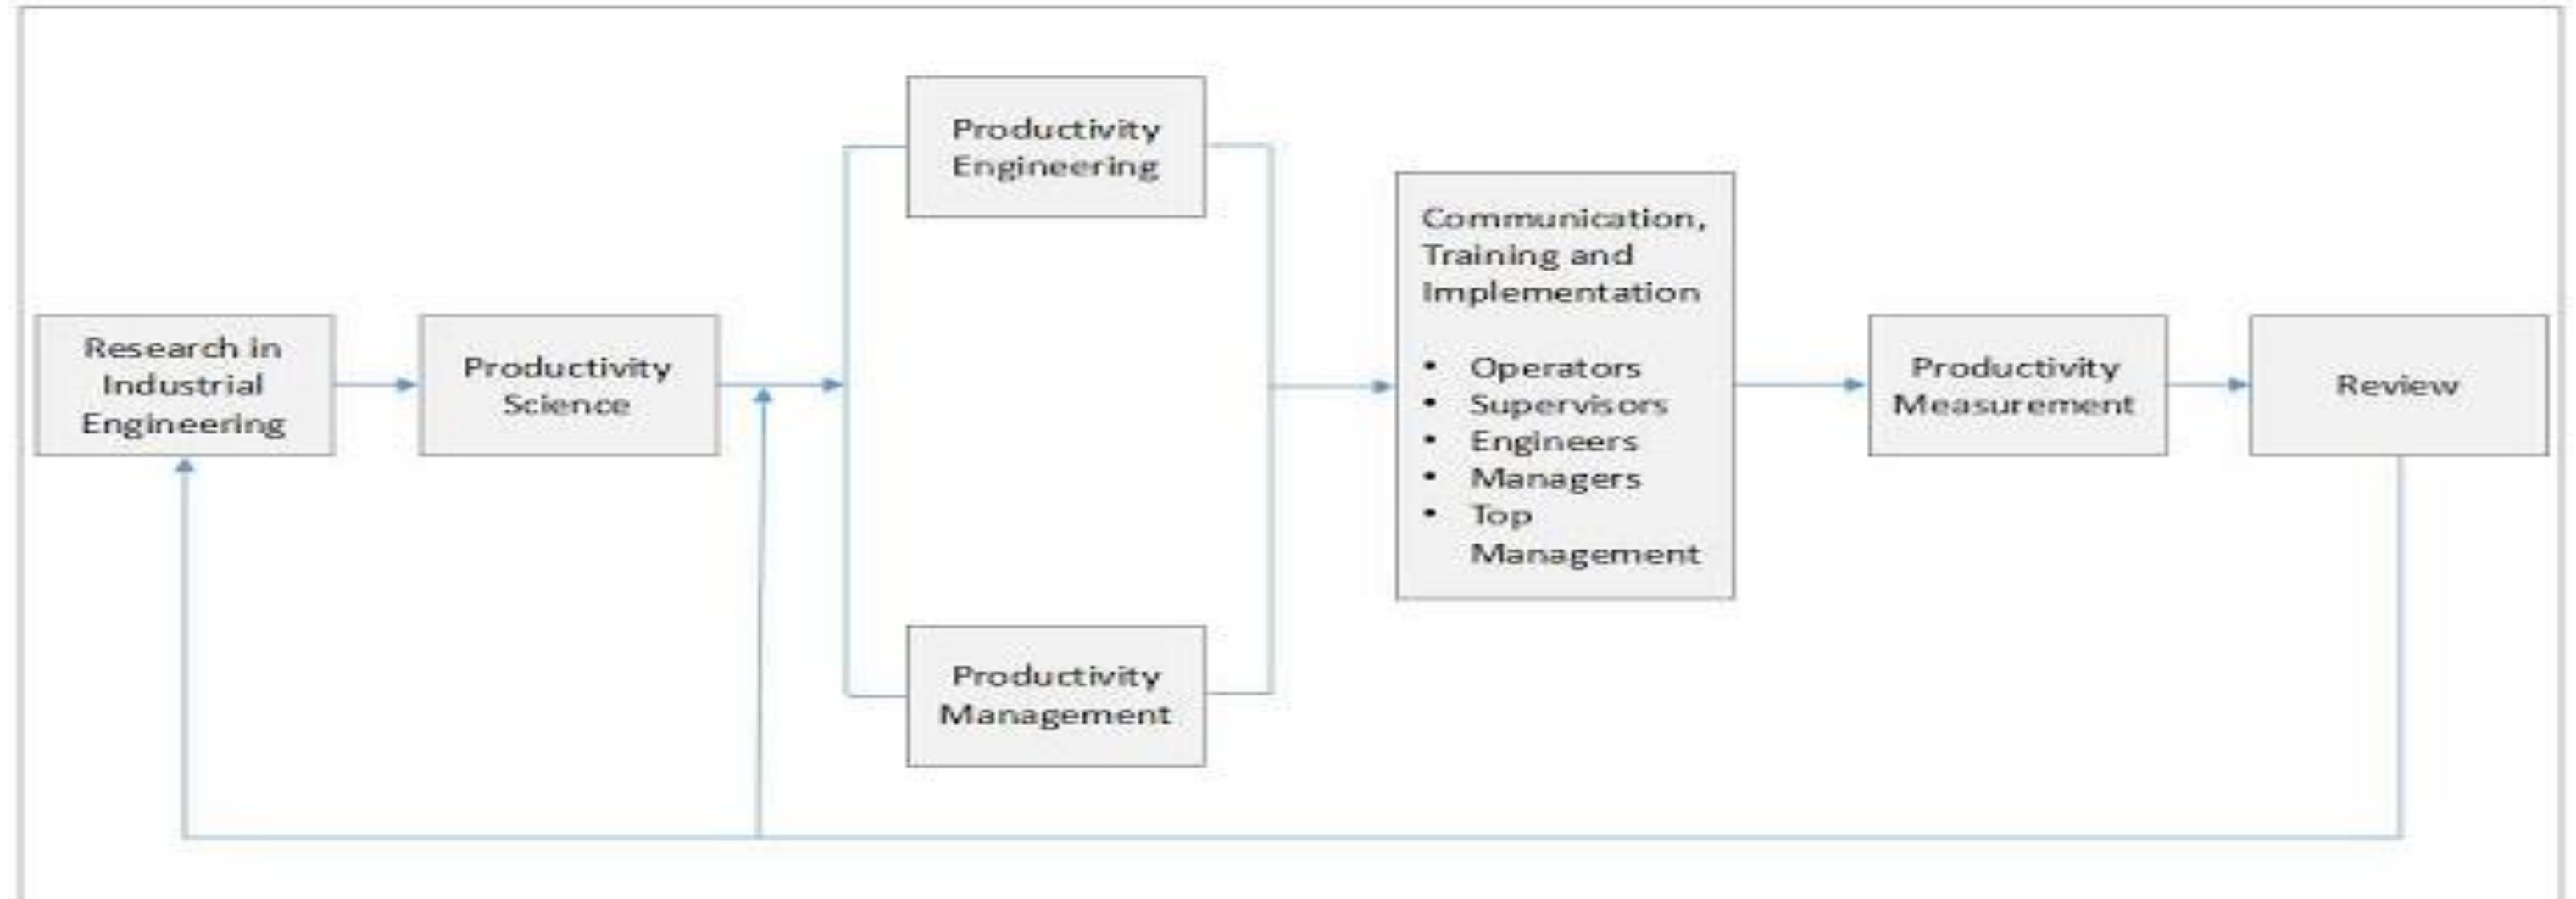 Research in
Industrial
Engineering
Productivity
Science
Productivity
Engineering
Productivity
Management
Communication,
Training and
Implementation
• Operators
• Supervisors
• Engineers
• Managers
• Top
Management
Productivity
Measurement
Review